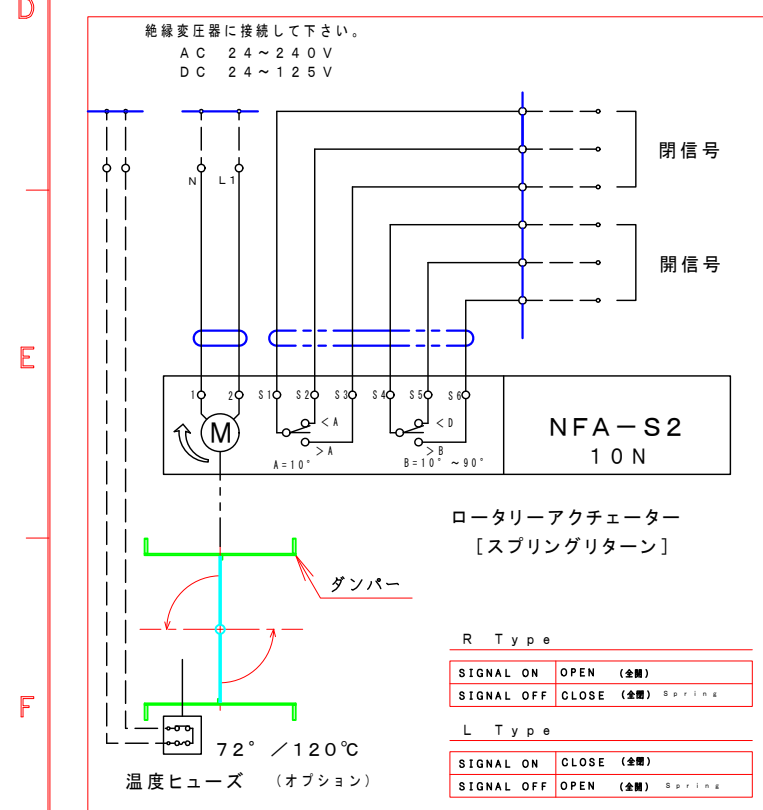 D
絶縁変圧器に接続して下さい。
AC 24~240V
DC 24~125V
N L1
閉信号
開信号
E
1 2 S1 S2 S3 S4 S5 S6
M
<A
>A
A=10°
<D
>B
B=10°~90°
NFA-S2
10N
ロータリーアクチェーター
[スプリングリターン]
ダンパー
F
72°/120℃
温度ヒューズ (オプション)
R Type
SIGNAL ON OPEN (全開)
SIGNAL OFF CLOSE (全閉) Spring
L Type
SIGNAL ON CLOSE (全閉)
SIGNAL OFF OPEN (全開) Spring